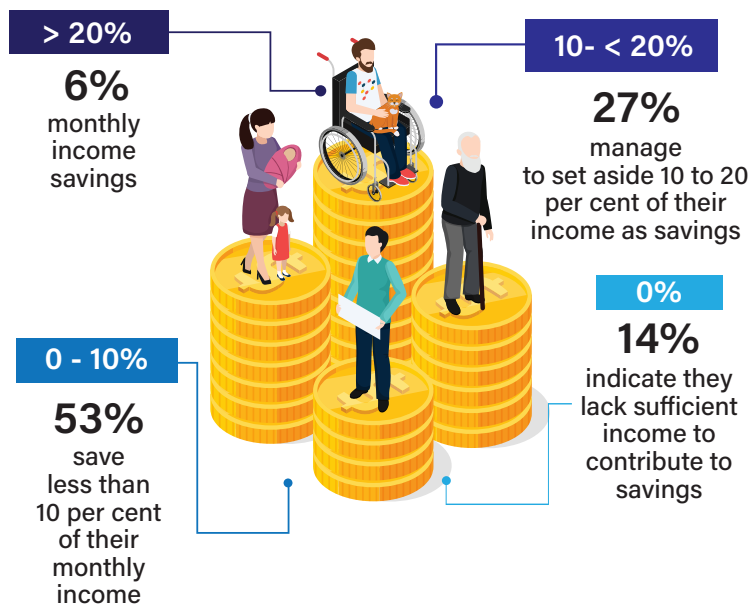 > 20%
6%
monthly
income
savings
10- < 20%
27%
manage
to set aside 10 to 20
per cent of their
income as savings
0 - 10%
53%
save
less than
10 per cent
of their
monthly
income
0%
14%
indicate they
lack sufficient
income to
contribute to
savings